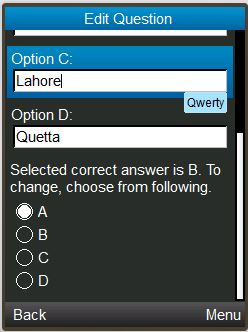 Edit Question
Option C:
Lahore
Qwerty
Option D:
Quetta
Selected correct answer is B. To
change, choose from following.
A
B
C
D
Back Menu